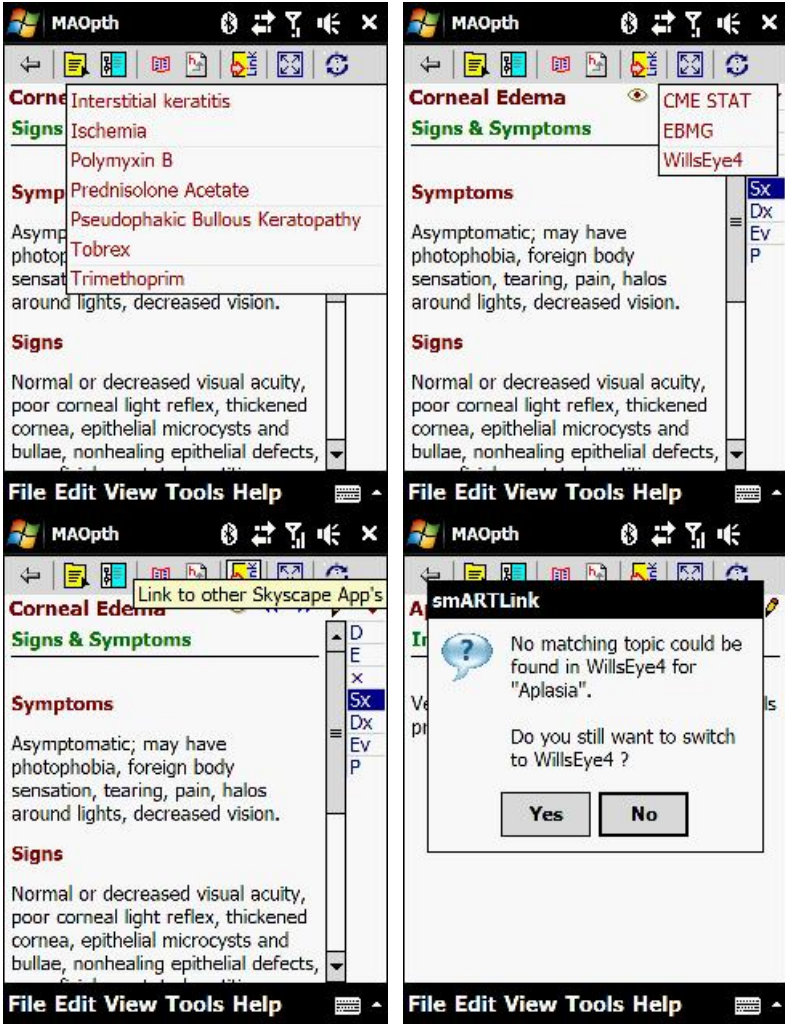 MAOpth
Corne
Signs
Interstitial keratitis
Ischemia
Polymyxin B
Prednisolone Acetate
Pseudophakic Bullous Keratopathy
Tobrex
Trimethoprim
Symp
Asymp
photop
sensat
around lights, decreased vision.
Signs
Normal or decreased visual acuity,
poor corneal light reflex, thickened
cornea, epithelial microcysts and
bullae, nonhealing epithelial defects,
File Edit View Tools Help
MAOpth
Corneal Edema
CME STAT
EBMG
WillsEye4
Signs & Symptoms
Symptoms
Asymptomatic; may have
photophobia, foreign body
sensation, tearing, pain, halos
around lights, decreased vision.
Signs
Normal or decreased visual acuity,
poor corneal light reflex, thickened
cornea, epithelial microcysts and
bullae, nonhealing epithelial defects,
Sx
Dx
Ev
P
File Edit View Tools Help
MAOpth
Link to other Skyscape App's
Corneal Edema
Signs & Symptoms
Symptoms
Asymptomatic; may have
photophobia, foreign body
sensation, tearing, pain, halos
around lights, decreased vision.
Signs
Normal or decreased visual acuity,
poor corneal light reflex, thickened
cornea, epithelial microcysts and
bullae, nonhealing epithelial defects,
D
E
×
Sx
Dx
Ev
P
File Edit View Tools Help
MAOpth
smARTLink
No matching topic could be
found in WillsEye4 for
"Aplasia".
Do you still want to switch
to WillsEye4 ?
Yes No
File Edit View Tools Help